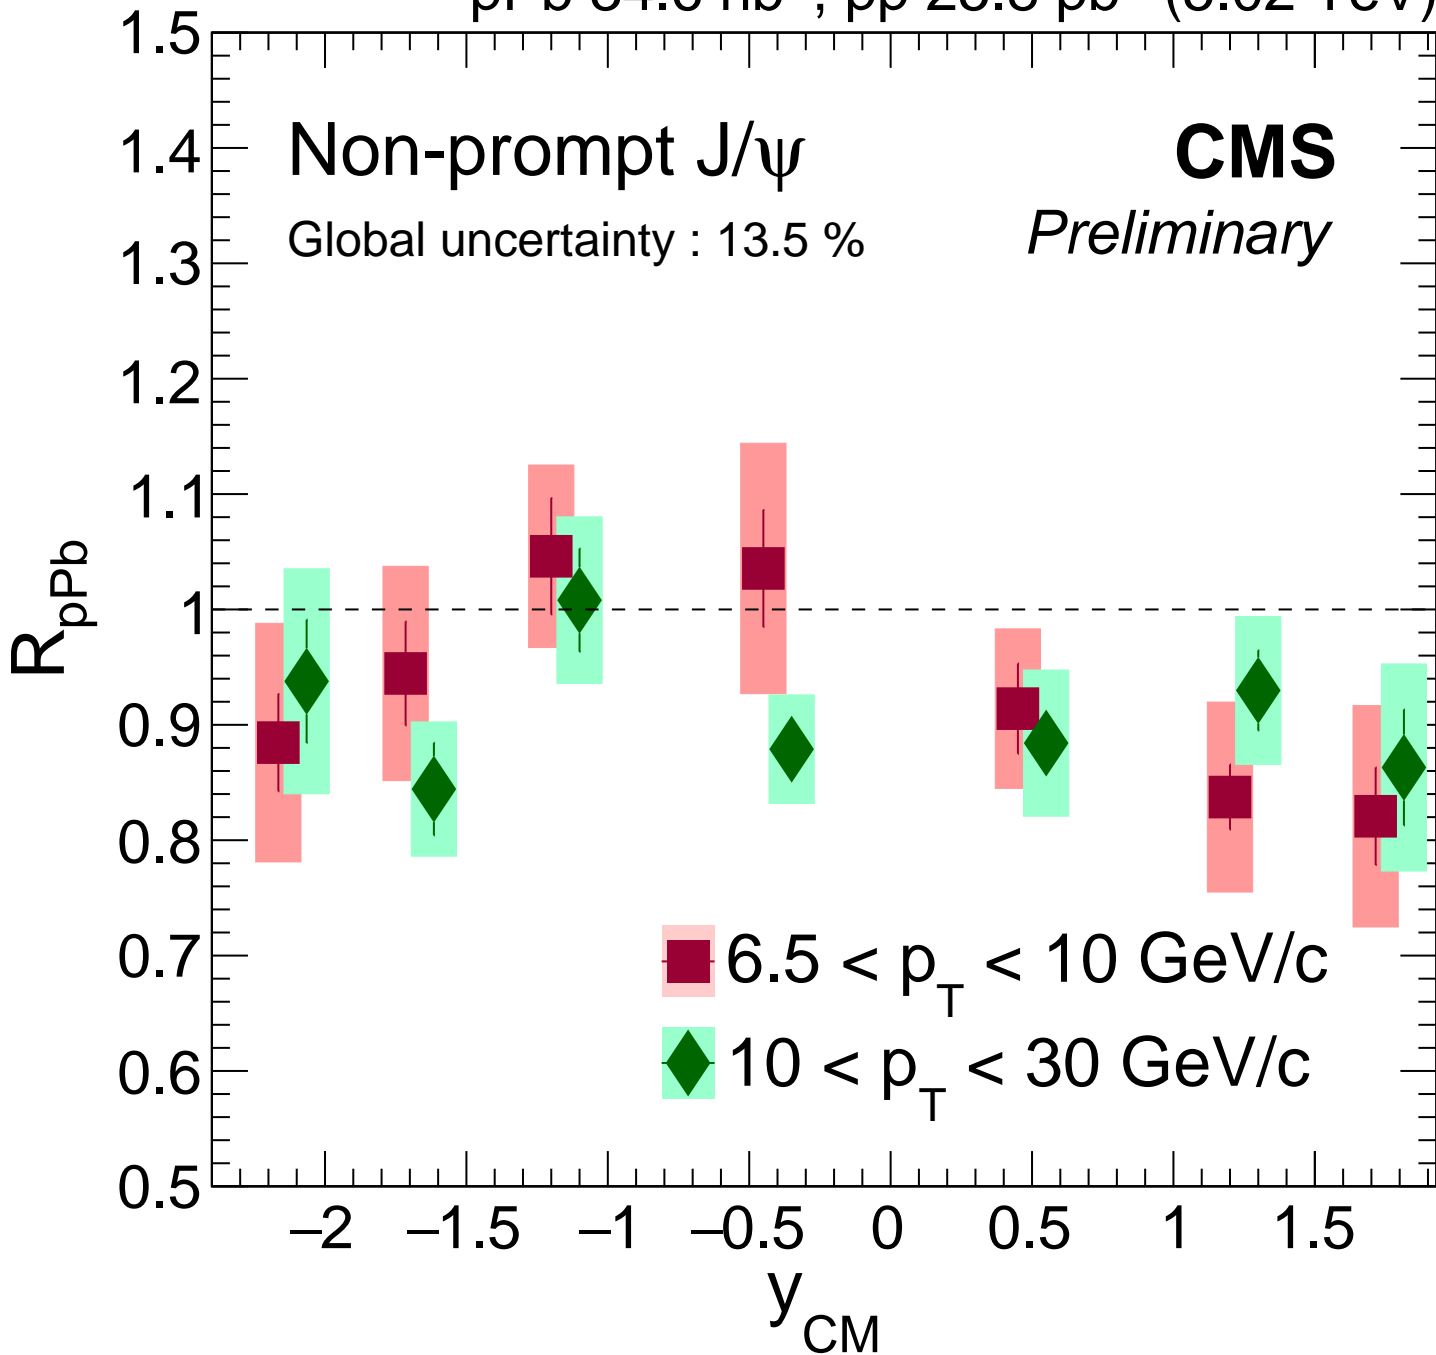 1.5
Non-prompt J/ψ
CMS
1.4
Global uncertainty : 13.5 %
Preliminary
1.3
1.2
1.1
R_pPb
1
0.9
0.8
0.7
6.5 < p_T < 10 GeV/c
0.6
10 < p_T < 30 GeV/c
0.5
−2 −1.5 −1 −0.5 0 0.5 1 1.5
y_CM